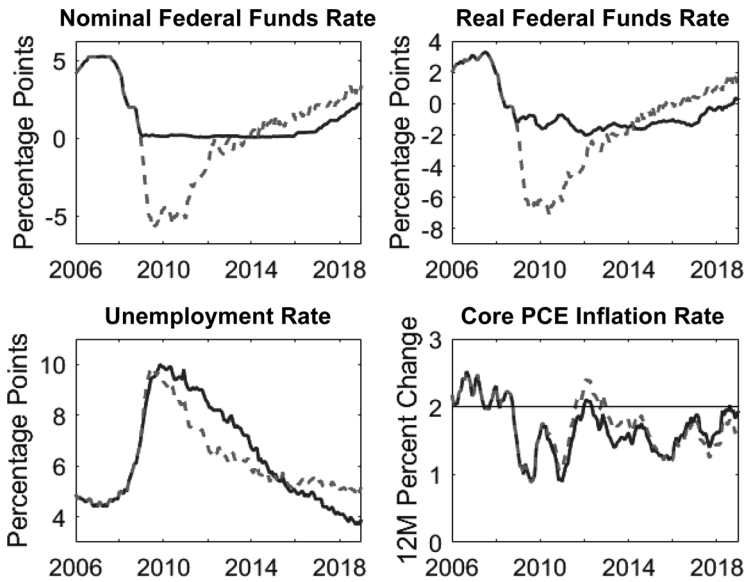 Nominal Federal Funds Rate
Percentage Points
5
0
-5
2006 2010 2014 2018
Real Federal Funds Rate
Percentage Points
4
2
0
-2
-4
-6
-8
2006 2010 2014 2018
Unemployment Rate
Percentage Points
10
8
6
4
2006 2010 2014 2018
Core PCE Inflation Rate
12M Percent Change
3
2
1
0
2006 2010 2014 2018